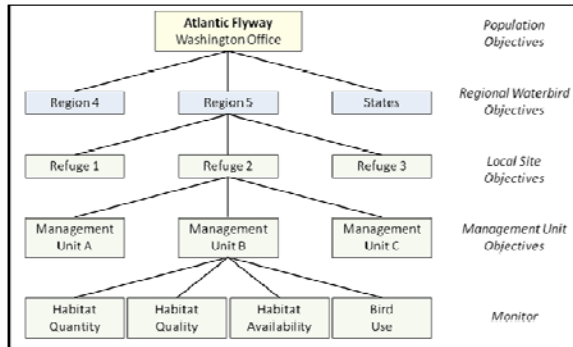 Atlantic Flyway
Washington Office
Population
Objectives
Region 4
Region 5
States
Regional Waterbird
Objectives
Refuge 1
Refuge 2
Refuge 3
Local Site
Objectives
Management
Unit A
Management
Unit B
Management
Unit C
Management Unit
Objectives
Habitat
Quantity
Habitat
Quality
Habitat
Availability
Bird
Use
Monitor